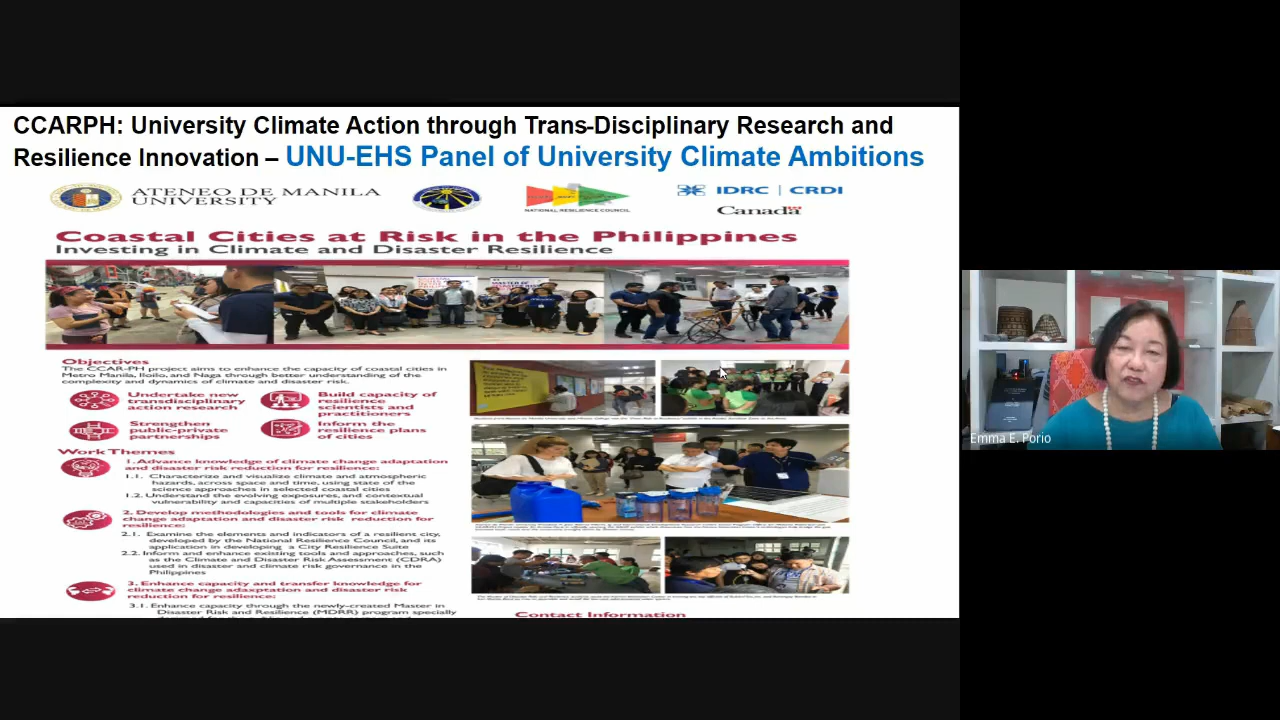 CCARPH: University Climate Action through Trans-Disciplinary Research and
Resilience Innovation – UNU-EHS Panel of University Climate Ambitions
ATENEO DE MANILA
UNIVERSITY
NATIONAL RESILIENCE COUNCIL
IDRC | CRDI
Canada
Coastal Cities at Risk in the Philippines
Investing in Climate and Disaster Resilience
Objectives
The CCAR-PH project aims to enhance the capacity of coastal cities in
Metro Manila, Iloilo, and Naga through better understanding of the
complexity and dynamics of climate and disaster risk.
Undertake new
transdisciplinary
action research
Build capacity of
resilience
scientists and
practitioners
Strengthen
public-private
partnerships
Inform the
resilience plans
of cities
Work Themes
1. Advance knowledge of climate change adaptation
and disaster risk reduction for resilience:
1.1. Characterize and visualize climate and atmospheric
hazards, across space and time, using state of the
science approaches in selected coastal cities
1.2. Understand the evolving exposures, and contextual
vulnerability and capacities of multiple stakeholders
2. Develop methodologies and tools for climate
change adaptation and disaster risk reduction for
resilience:
2.1. Examine the elements and indicators of a resilient city,
developed by the National Resilience Council, and its
application in developing a City Resilience Suite
2.2. Inform and enhance existing tools and approaches, such
as the Climate and Disaster Risk Assessment (CDRA)
used in disaster and climate risk governance in the
Philippines
3. Enhance capacity and transfer knowledge for
climate change adaxptation and disaster risk
reduction for resilience:
3.1. Enhance capacity through the newly-created Master in
Disaster Risk and Resilience (MDRR) program specially
Contact Information
Emma E. Porio